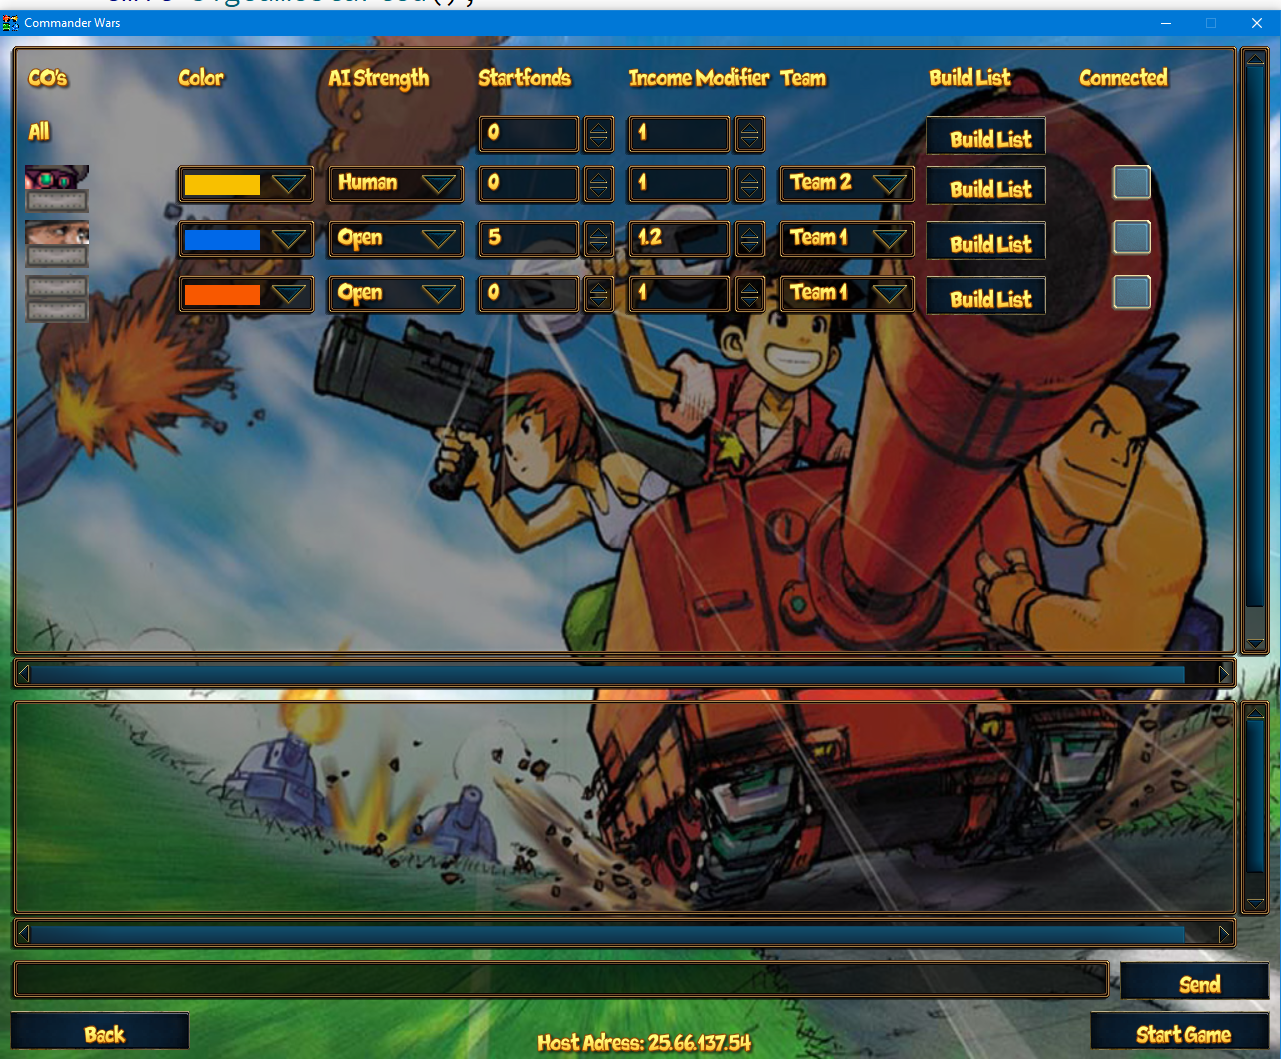 Commander Wars
CO's Color AI Strength Startfonds Income Modifier Team Build List Connected
All 0 1 Build List
Human 0 1 Team 2 Build List
Open 5 1.2 Team 1 Build List
Open 0 1 Team 1 Build List
Send
Back Host Adress: 25.66.137.54 Start Game